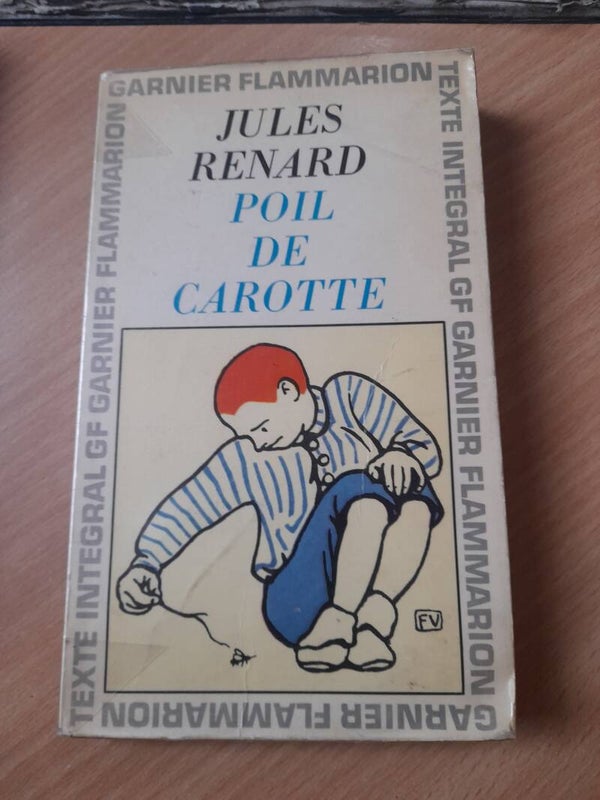 GARNIER FLAMMARION
TEXTE INTEGRAL GF GARNIER FLAMMARION
GARNIER FLAMMARION
TEXTE INTEGRAL GF GARNIER FLAMMARION
JULES
RENARD
POIL
DE
CAROTTE
FV